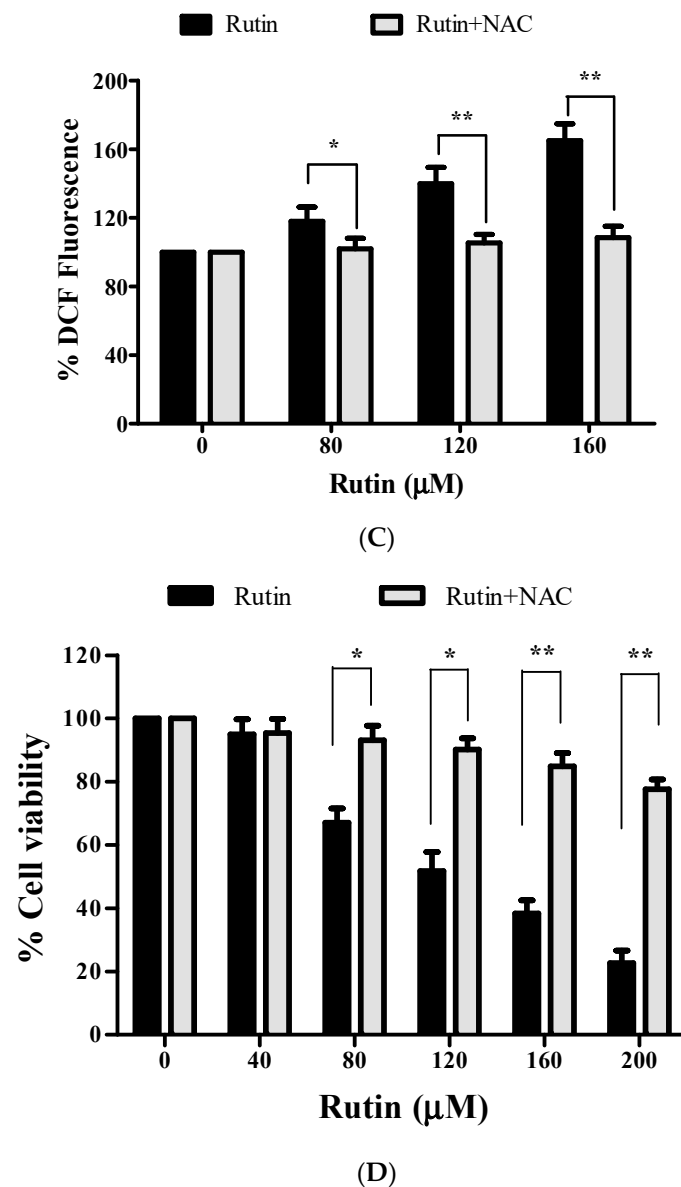 Rutin Rutin+NAC
200
160
120
80
40
0
% DCF Fluorescence
* ** **
0 80 120 160
Rutin (μM)
(C)
Rutin Rutin+NAC
120
100
80
60
40
20
0
% Cell viability
* * ** **
0 40 80 120 160 200
Rutin (μM)
(D)